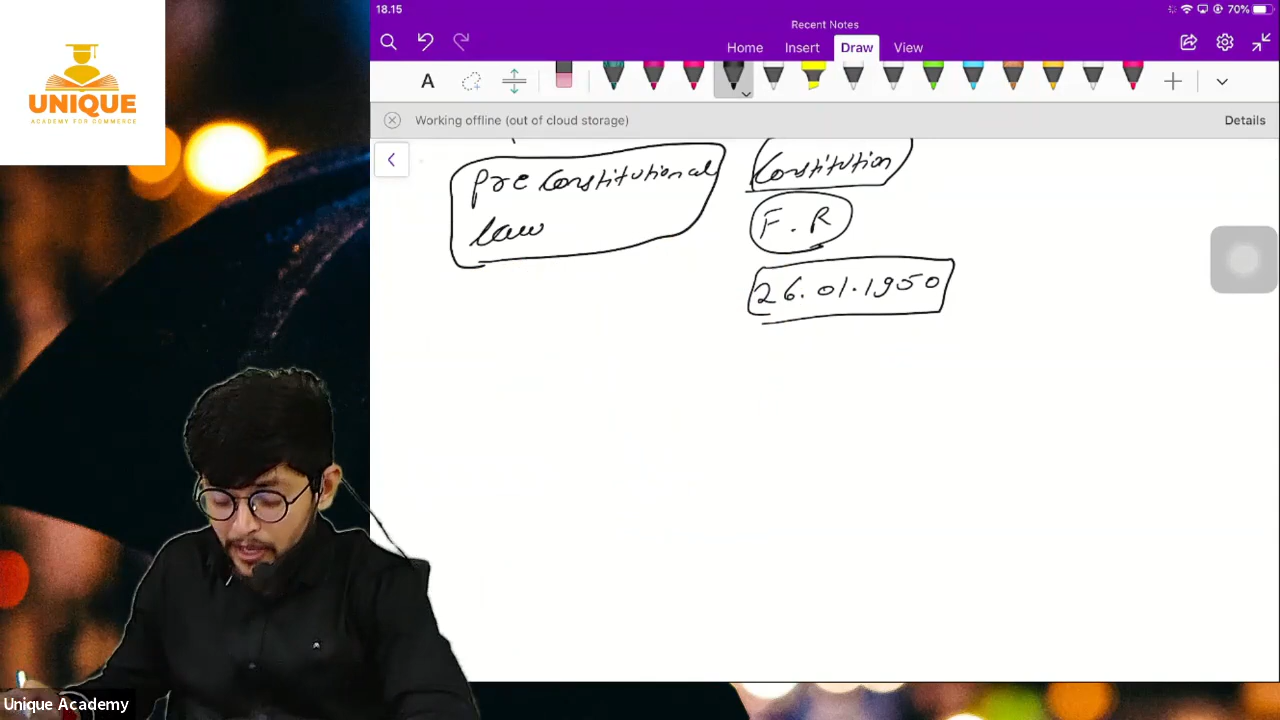 18.15
Recent Notes
70%
Home Insert Draw View
A
Working offline (out of cloud storage)
Details
UNIQUE
ACADEMY FOR COMMERCE
Pre Constitutional
law
Constitution
F.R
26.01.1950
Unique Academy